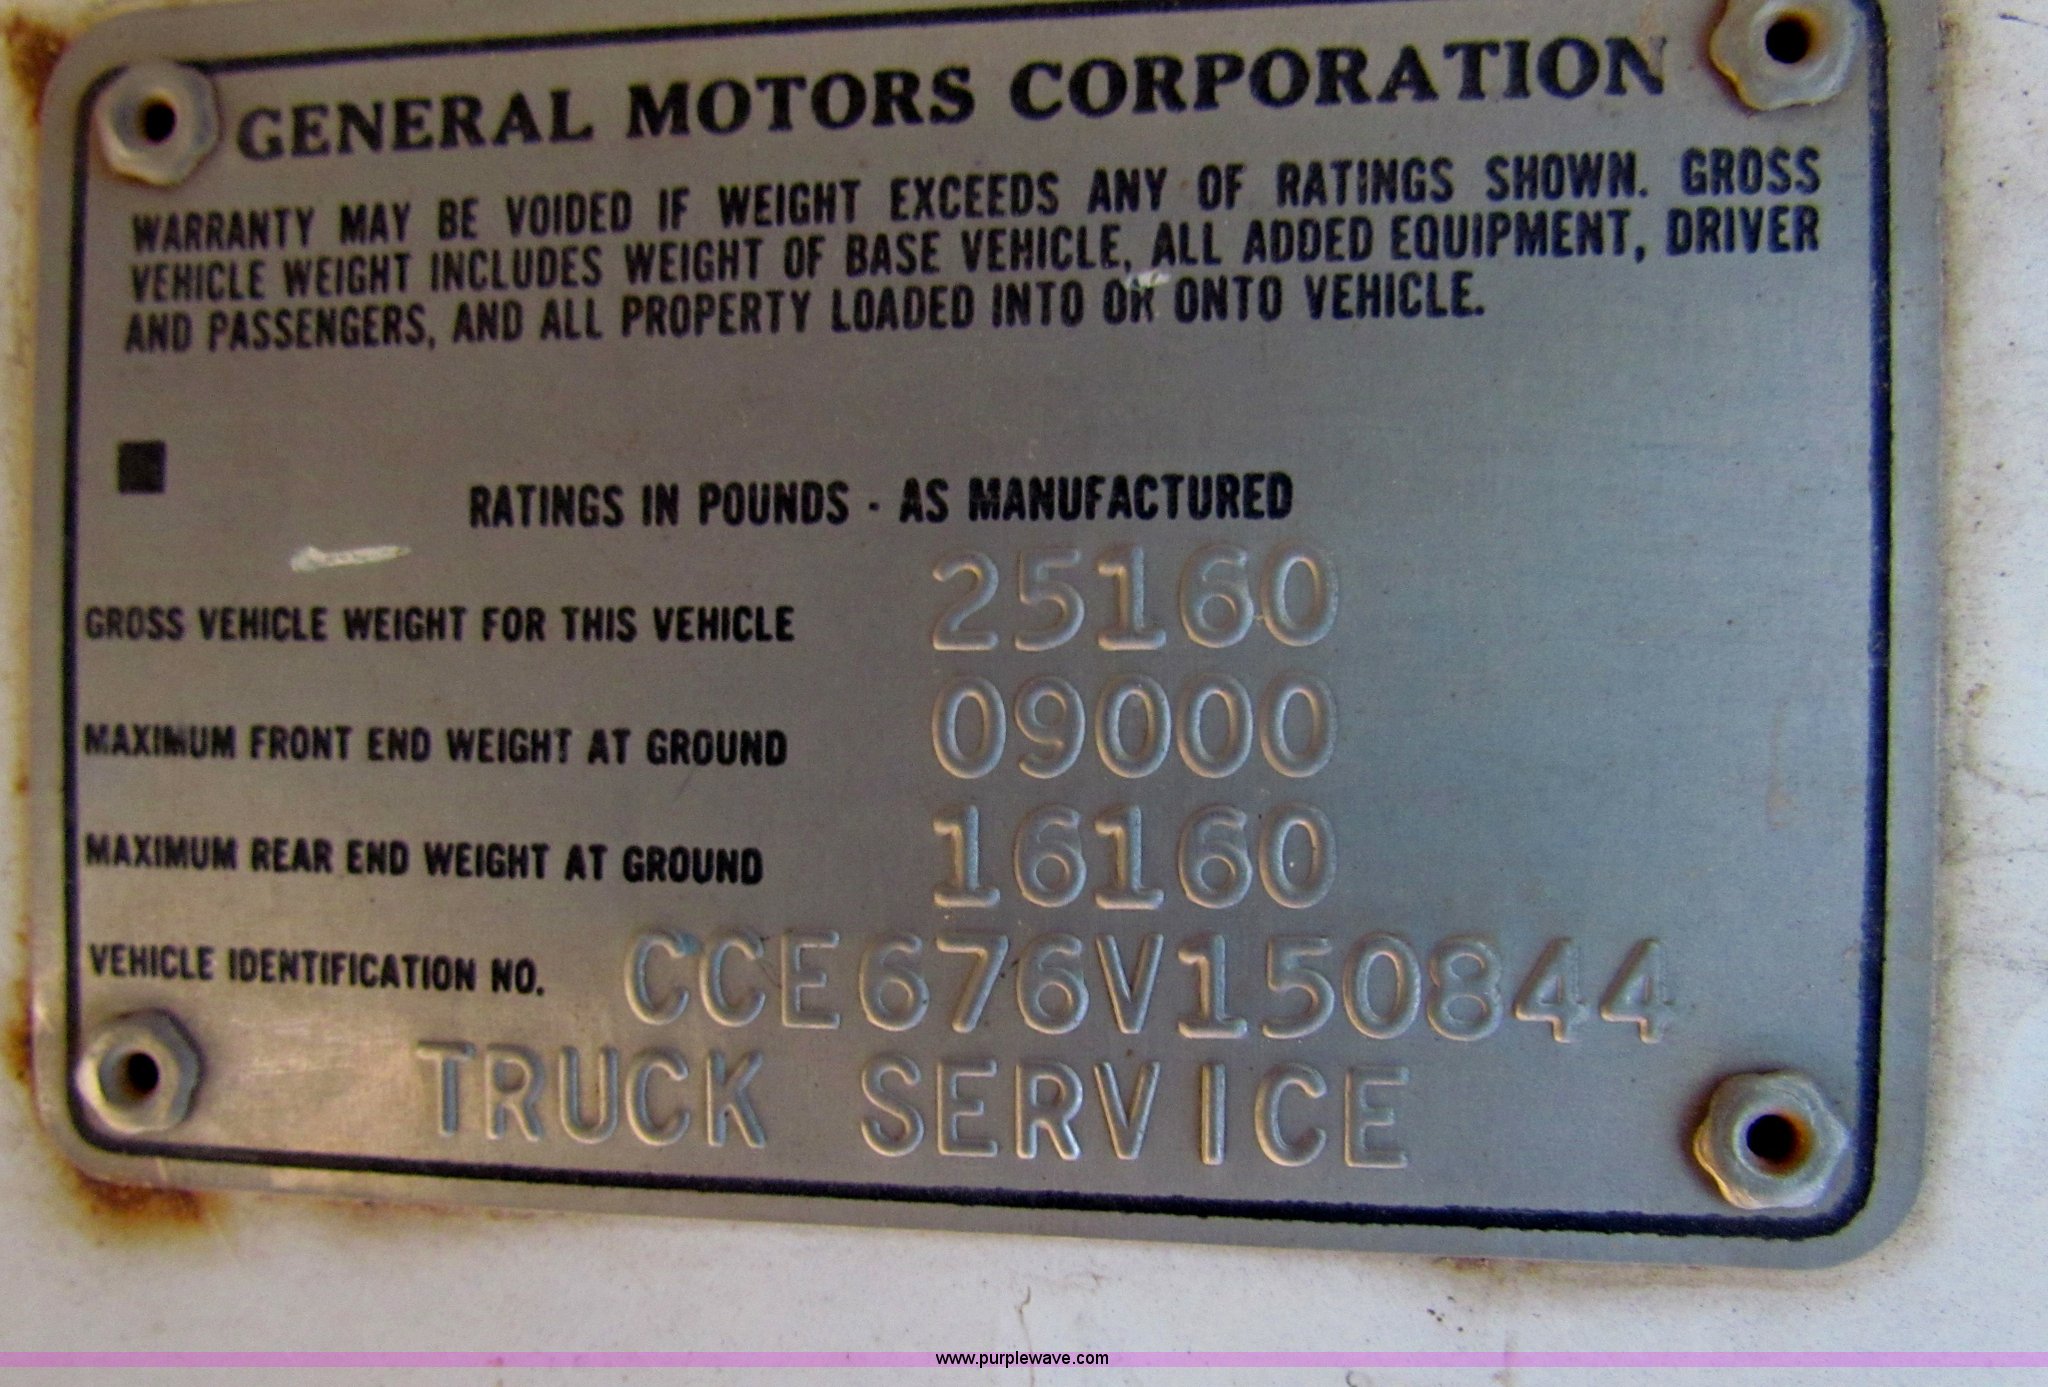 GENERAL MOTORS CORPORATION
WARRANTY MAY BE VOIDED IF WEIGHT EXCEEDS ANY OF RATINGS SHOWN. GROSS
VEHICLE WEIGHT INCLUDES WEIGHT OF BASE VEHICLE, ALL ADDED EQUIPMENT, DRIVER
AND PASSENGERS, AND ALL PROPERTY LOADED INTO OR ONTO VEHICLE.
RATINGS IN POUNDS - AS MANUFACTURED
GROSS VEHICLE WEIGHT FOR THIS VEHICLE 25160
MAXIMUM FRONT END WEIGHT AT GROUND 09000
MAXIMUM REAR END WEIGHT AT GROUND 16160
VEHICLE IDENTIFICATION NO. CCE676V150844
TRUCK SERVICE
www.purplewave.com